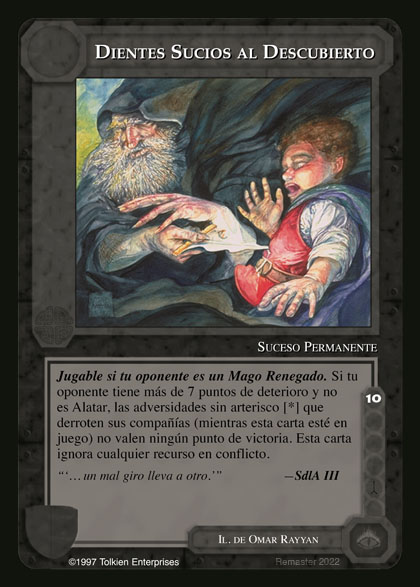 Dientes Sucios al Descubierto
Suceso Permanente
Jugable si tu oponente es un Mago Renegado. Si tu
oponente tiene más de 7 puntos de deterioro y no
es Alatar, las adversidades sin arterisco [*] que
derroten sus compañías (mientras esta carta esté en
juego) no valen ningún punto de victoria. Esta carta
ignora cualquier recurso en conflicto.
“‘… un mal giro lleva a otro.’” —SdlA III
10
Il. de Omar Rayyan
©1997 Tolkien Enterprises
Remaster 2022